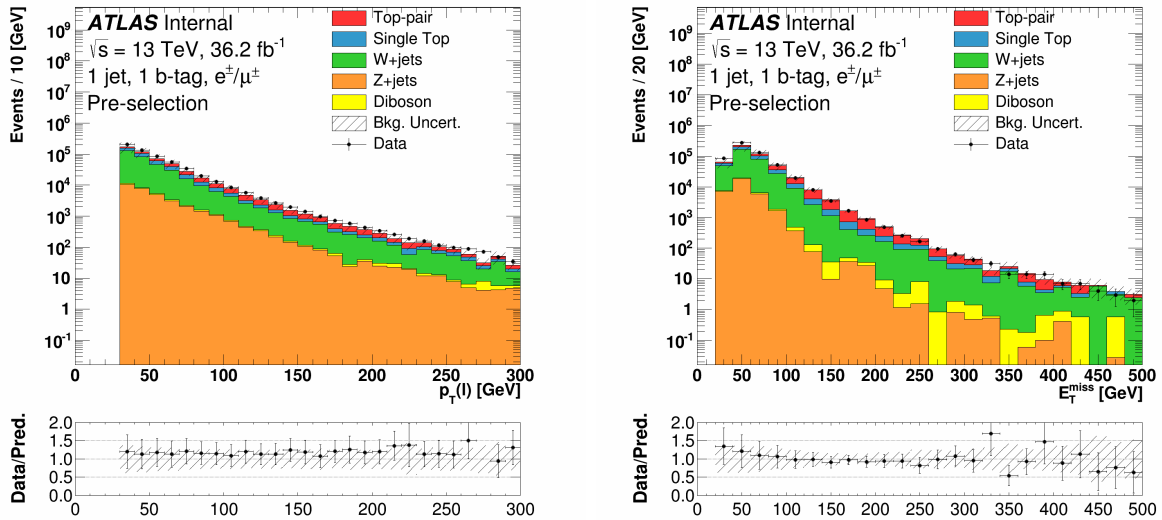 Events / 10 [GeV]
10⁹
10⁸
10⁷
10⁶
10⁵
10⁴
10³
10²
10
1
10⁻¹
ATLAS Internal
√s = 13 TeV, 36.2 fb⁻¹
1 jet, 1 b-tag, e±/μ±
Pre-selection
Top-pair
Single Top
W+jets
Z+jets
Diboson
Bkg. Uncert.
Data
0 50 100 150 200 250 300
p_T(l) [GeV]
Data/Pred.
2.0
1.5
1.0
0.5
0.0
0 50 100 150 200 250 300
Events / 20 [GeV]
10⁹
10⁸
10⁷
10⁶
10⁵
10⁴
10³
10²
10
1
10⁻¹
ATLAS Internal
√s = 13 TeV, 36.2 fb⁻¹
1 jet, 1 b-tag, e±/μ±
Pre-selection
Top-pair
Single Top
W+jets
Z+jets
Diboson
Bkg. Uncert.
Data
0 50 100 150 200 250 300 350 400 450 500
E_T^miss [GeV]
Data/Pred.
2.0
1.5
1.0
0.5
0.0
0 50 100 150 200 250 300 350 400 450 500